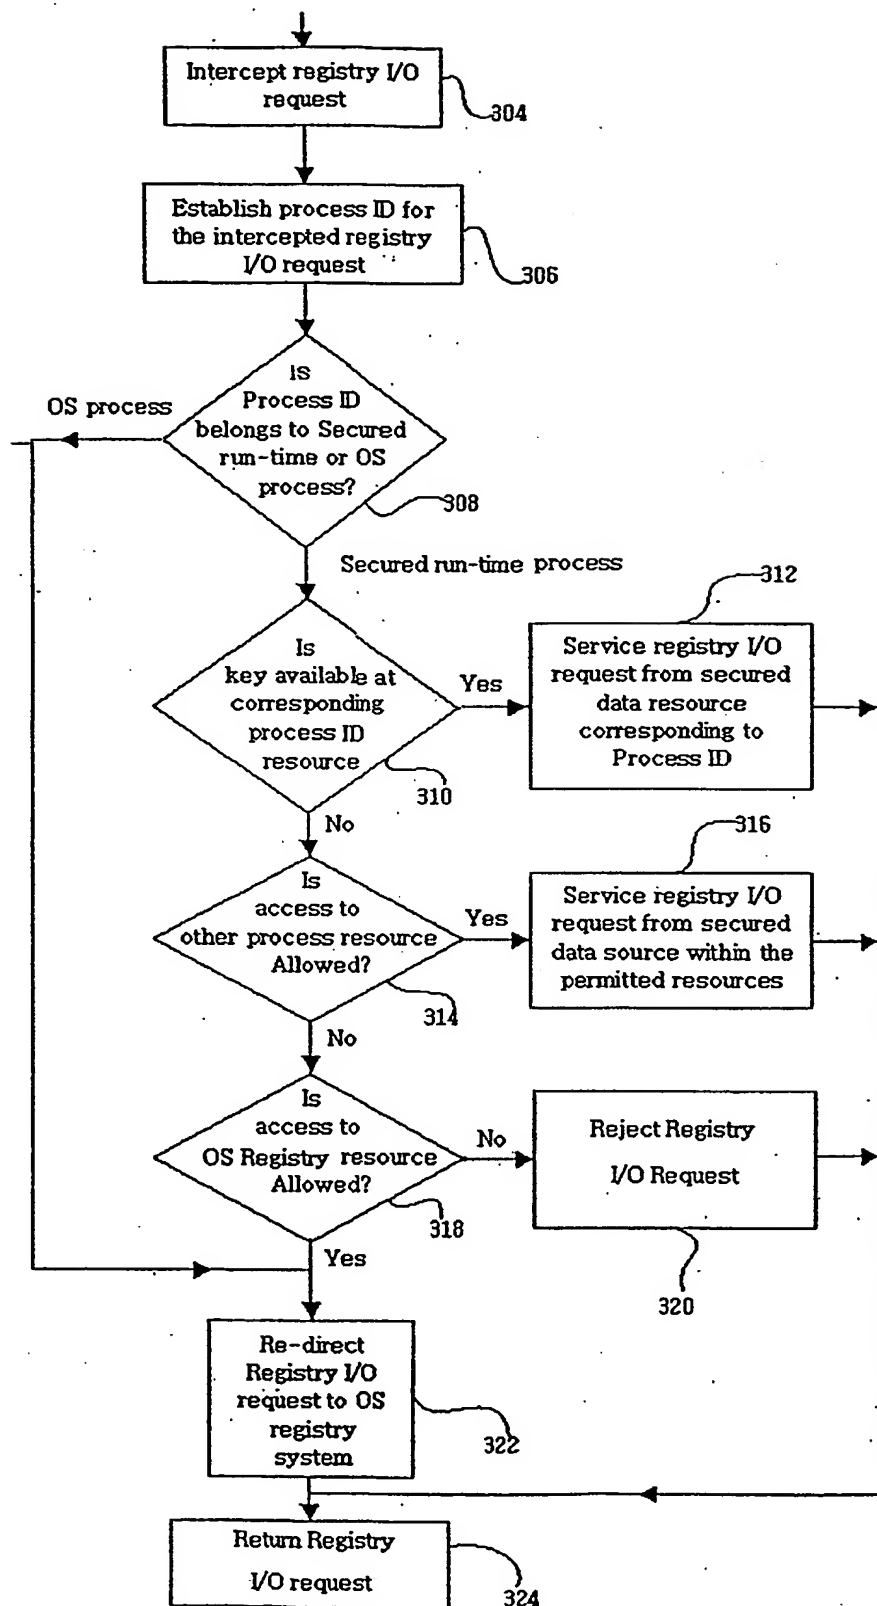 Intercept registry I/O
request
304
Establish process ID for
the intercepted registry
I/O request
306
Is
Process ID
belongs to Secured
run-time or OS
process?
OS process
308
Secured run-time process
312
Is
key available at
corresponding
process ID
resource
Yes
310
Service registry I/O
request from secured
data resource
corresponding to
Process ID
No
316
Is
access to
other process resource
Allowed?
Yes
314
Service registry I/O
request from secured
data source within the
permitted resources
No
Is
access to
OS Registry resource
Allowed?
No
318
Reject Registry
I/O Request
320
Yes
Re-direct
Registry I/O
request to OS
registry
system
322
Return Registry
I/O request
324